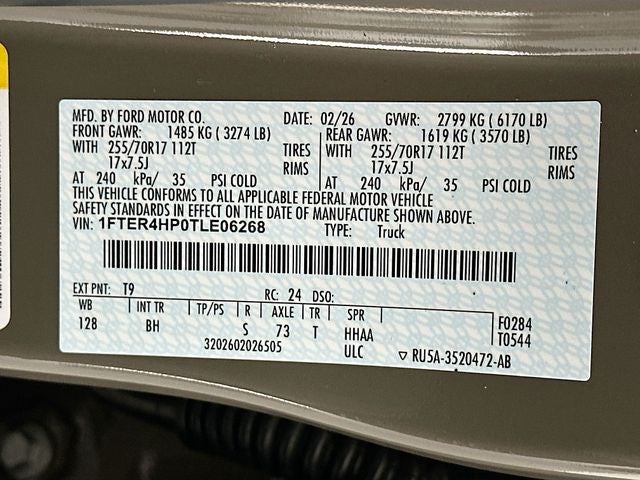 MFD. BY FORD MOTOR CO. DATE: 02/26 GVWR: 2799 KG ( 6170 LB)
FRONT GAWR: 1485 KG ( 3274 LB) REAR GAWR: 1619 KG ( 3570 LB)
WITH 255/70R17 112T TIRES WITH 255/70R17 112T TIRES
17x7.5J RIMS 17x7.5J RIMS
AT 240 kPa/ 35 PSI COLD AT 240 kPa/ 35 PSI COLD
THIS VEHICLE CONFORMS TO ALL APPLICABLE FEDERAL MOTOR VEHICLE
SAFETY STANDARDS IN EFFECT ON THE DATE OF MANUFACTURE SHOWN ABOVE.
VIN: 1FTER4HP0TLE06268 TYPE: Truck
EXT PNT: T9 RC: 24 DSO:
WB INT TR TP/PS R AXLE TR SPR F0284
128 BH S 73 T HHAA T0544
3202602026505 ULC RU5A-3520472-AB